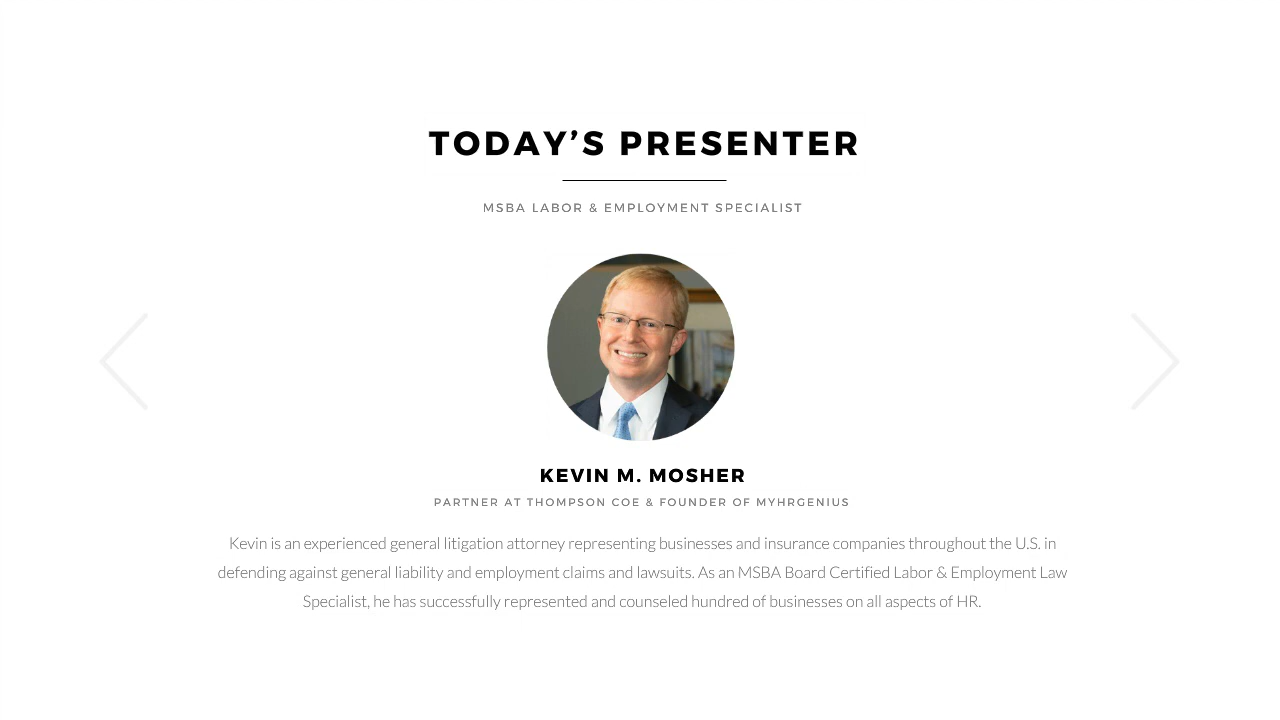 TODAY’S PRESENTER
MSBA LABOR & EMPLOYMENT SPECIALIST
KEVIN M. MOSHER
PARTNER AT THOMPSON COE & FOUNDER OF MYHRGENIUS
Kevin is an experienced general litigation attorney representing businesses and insurance companies throughout the U.S. in
defending against general liability and employment claims and lawsuits. As an MSBA Board Certified Labor & Employment Law
Specialist, he has successfully represented and counseled hundred of businesses on all aspects of HR.